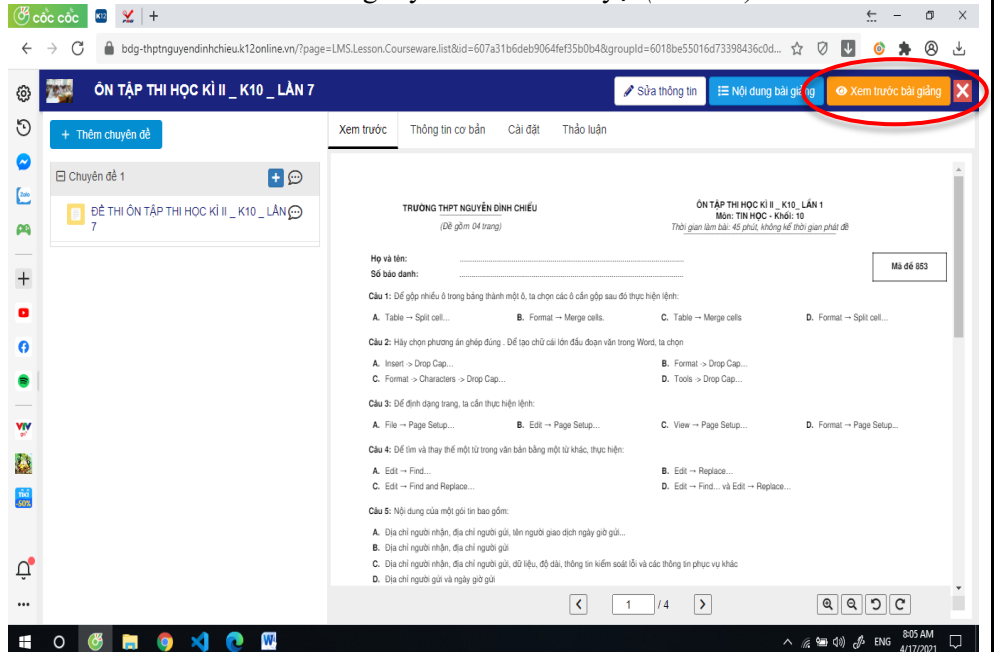 cốc cốc K12 +
bdg-thptnguyendinhchieu.k12online.vn/?page=LMS.Lesson.Courseware.list&id=607a31b6deb9064fef35b0b4&groupId=6018be55016d73398436c0d...
ÔN TẬP THI HỌC KÌ II _ K10 _ LẦN 7
Sửa thông tin
Nội dung bài giảng
Xem trước bài giảng
+ Thêm chuyên đề
Xem trước Thông tin cơ bản Cài đặt Thảo luận
Chuyên đề 1
ĐỀ THI ÔN TẬP THI HỌC KÌ II _ K10 _ LẦN
7
TRƯỜNG THPT NGUYỄN ĐÌNH CHIỂU
(Đề gồm 04 trang)
ÔN TẬP THI HỌC KÌ II _ K10_ LẦN 1
Môn: TIN HỌC - Khối: 10
Thời gian làm bài: 45 phút, không kể thời gian phát đề
Họ và tên:
Số báo danh:
Mã đề 853
Câu 1: Để gộp nhiều ô trong bảng thành một ô, ta chọn các ô cần gộp sau đó thực hiện lệnh:
A. Table → Split cell... B. Format → Merge cells. C. Table → Merge cells D. Format → Split cell...
Câu 2: Hãy chọn phương án ghép đúng . Để tạo chữ cái lớn đầu đoạn văn trong Word, ta chọn
A. Insert -> Drop Cap... B. Format -> Drop Cap...
C. Format -> Characters -> Drop Cap... D. Tools -> Drop Cap...
Câu 3: Để định dạng trang, ta cần thực hiện lệnh:
A. File → Page Setup... B. Edit → Page Setup... C. View → Page Setup... D. Format → Page Setup...
Câu 4: Để tìm và thay thế một từ trong văn bản bằng một từ khác, thực hiện:
A. Edit → Find... B. Edit → Replace...
C. Edit → Find and Replace... D. Edit → Find... và Edit → Replace...
Câu 5: Nội dung của một gói tin bao gồm:
A. Địa chỉ người nhận, địa chỉ người gửi, tên người giao dịch ngày giờ gửi...
B. Địa chỉ người nhận, địa chỉ người gửi
C. Địa chỉ người nhận, địa chỉ người gửi, dữ liệu, độ dài, thông tin kiểm soát lỗi và các thông tin phục vụ khác
D. Địa chỉ người gửi và ngày giờ gửi
1 / 4
Zalo
VTV
tiki
-50%
ENG
8:05 AM
4/17/2021